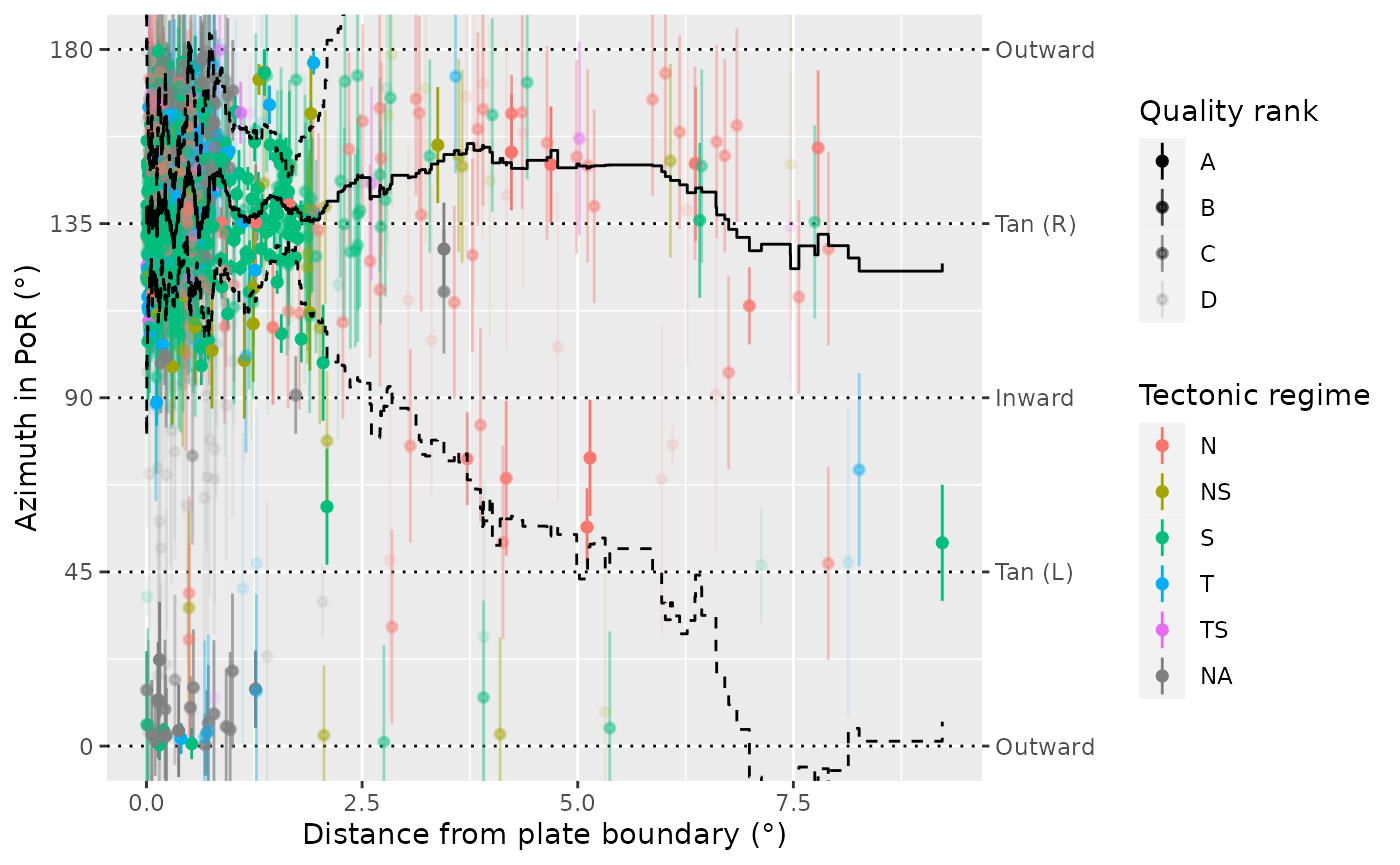 180
135
90
45
0
Azimuth in PoR (°)
0.0
2.5
5.0
7.5
Distance from plate boundary (°)
Outward
Tan (R)
Inward
Tan (L)
Outward
Quality rank
A
B
C
D
Tectonic regime
N
NS
S
T
TS
NA